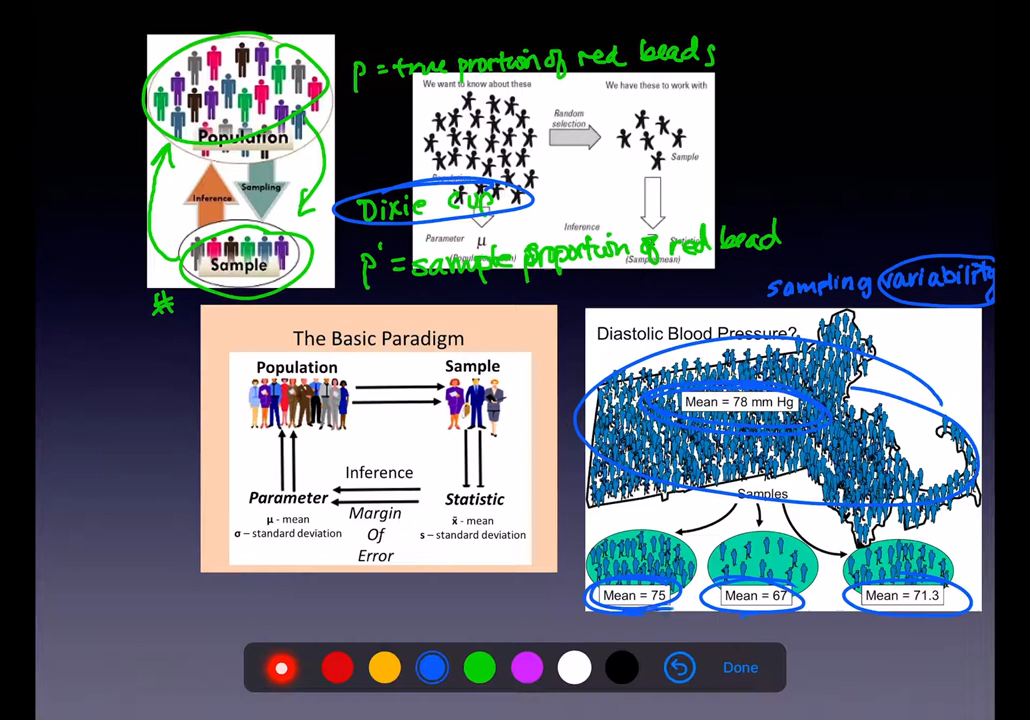 p = true prortion of red beads
We want to know about these
We have these to work with
Random
selection
Population
Sample
Inference
Sampling
Dixie cup
Parameter
μ
Inference
Sample
p' = sample proportion of red bead
(Sample mean)
sampling variability
The Basic Paradigm
Population
Sample
Inference
Parameter
Margin
Of
Error
Statistic
μ - mean
σ – standard deviation
x̄ - mean
s – standard deviation
Diastolic Blood Pressure?
Mean = 78 mm Hg
Samples
Mean = 75
Mean = 67
Mean = 71.3
Done